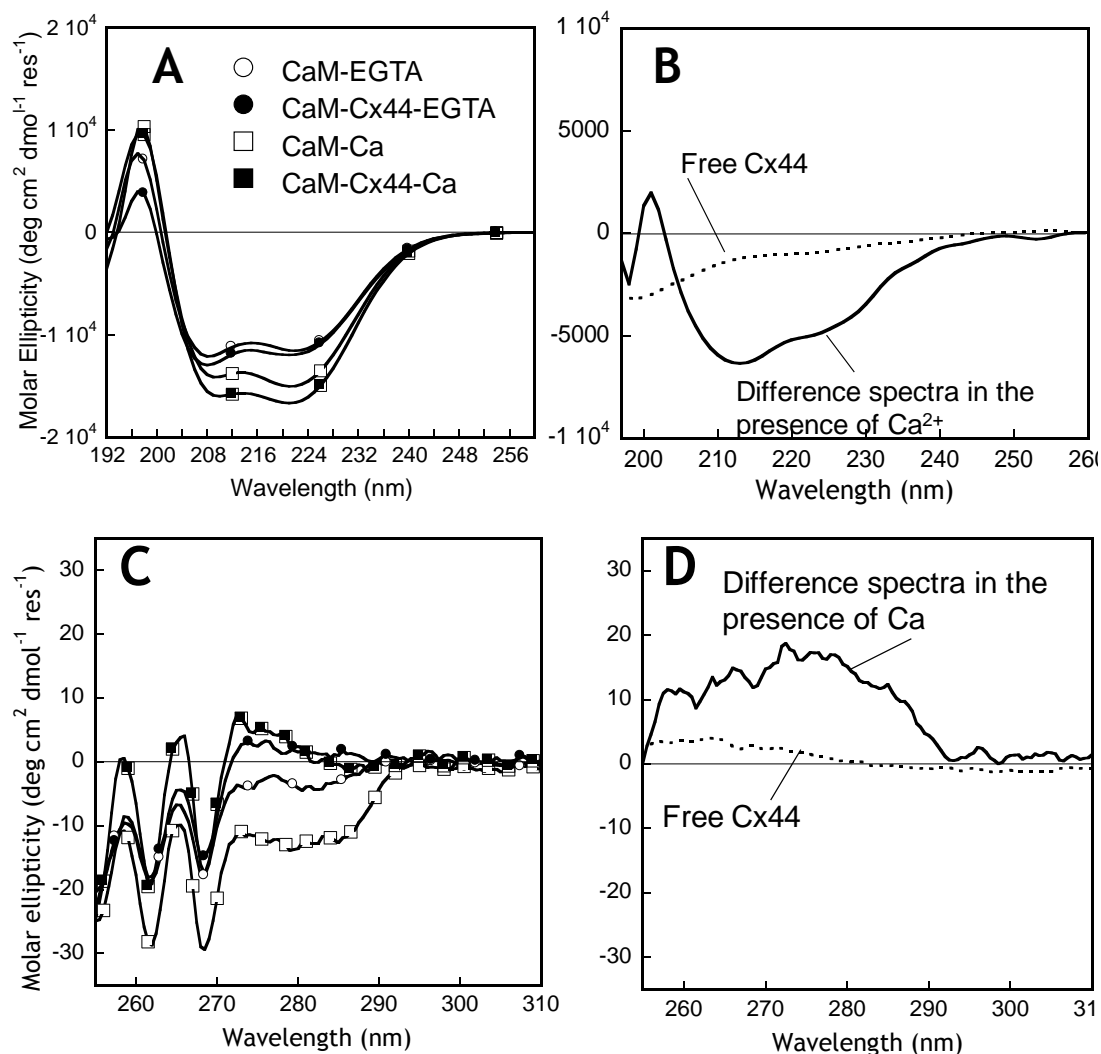 A
CaM-EGTA
CaM-Cx44-EGTA
CaM-Ca
CaM-Cx44-Ca
2 10⁴
1 10⁴
0
-1 10⁴
-2 10⁴
Molar Ellipticity (deg cm² dmoˡ⁻¹ res⁻¹)
192 200 208 216 224 232 240 248 256
Wavelength (nm)
B
1 10⁴
5000
0
-5000
-1 10⁴
Free Cx44
Difference spectra in the
presence of Ca²⁺
200 210 220 230 240 250 260
Wavelength (nm)
C
30
20
10
0
-10
-20
-30
Molar ellipticity (deg cm² dmol⁻¹ res⁻¹)
260 270 280 290 300 310
Wavelength (nm)
D
Difference spectra in the
presence of Ca
30
20
10
0
-10
-20
-30
Free Cx44
260 270 280 290 300 310
Wavelength (nm)